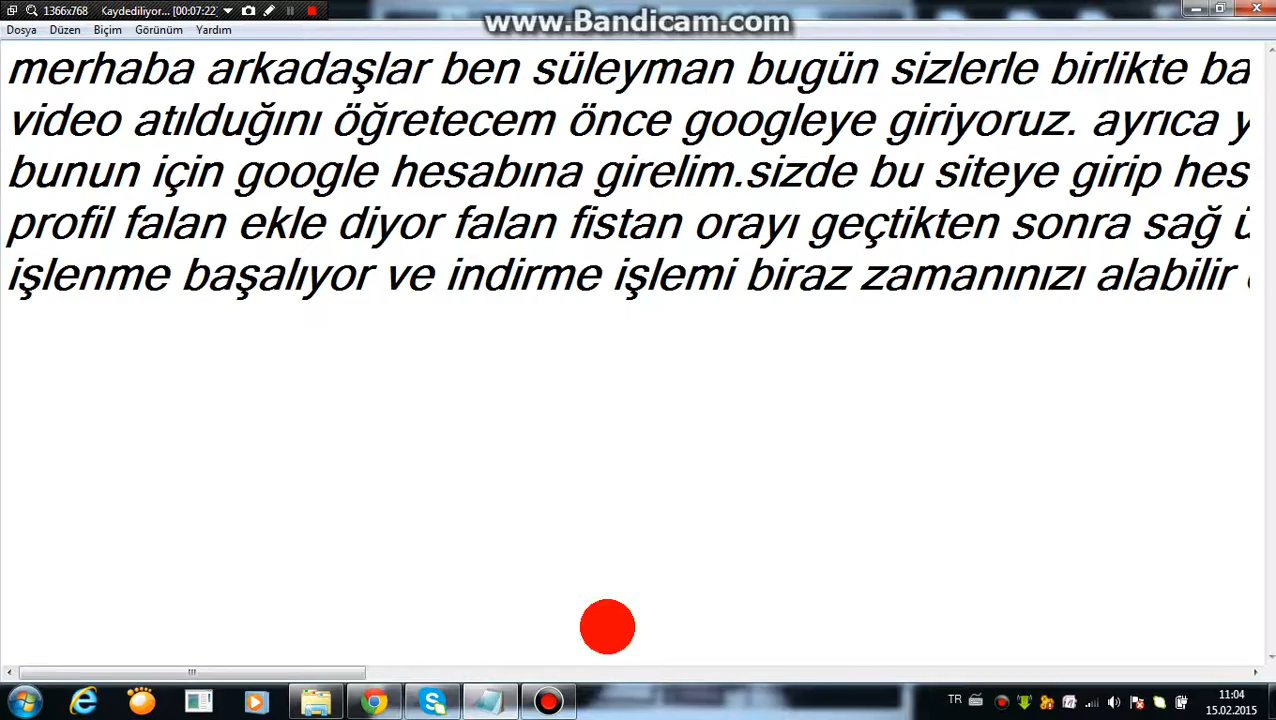 1366x768 Kaydediliyor... [00:07:22]
www.Bandicam.com
Dosya Düzen Biçim Görünüm Yardım
merhaba arkadaşlar ben süleyman bugün sizlerle birlikte ba
video atılduğını öğretecem önce googleye giriyoruz. ayrıca y
bunun için google hesabına girelim.sizde bu siteye girip hes
profil falan ekle diyor falan fistan orayı geçtikten sonra sağ ü
işlenme başalıyor ve indirme işlemi biraz zamanınızı alabilir
TR
11:04
15.02.2015